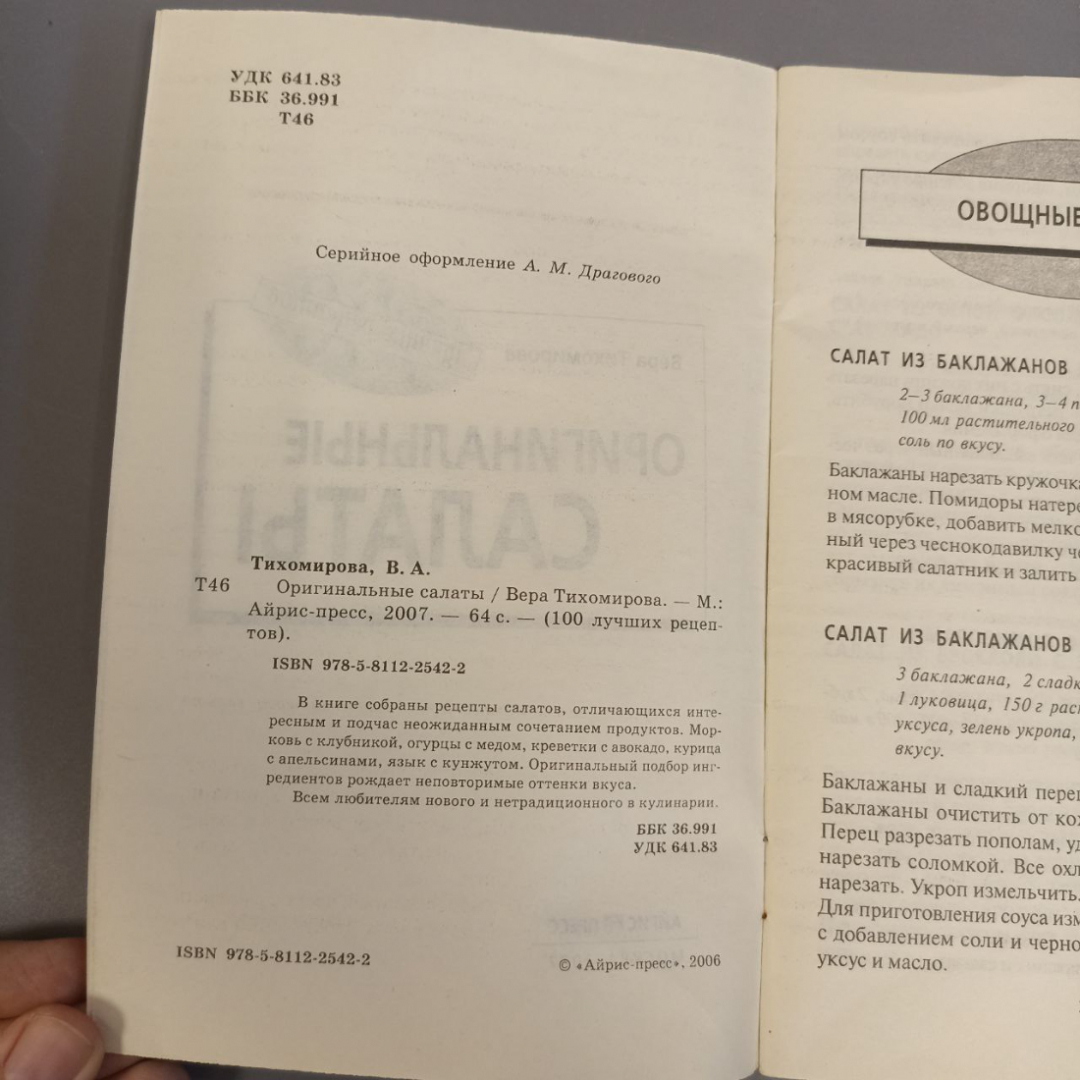 УДК 641.83
ББК 36.991
Т46
Серийное оформление А. М. Драгового
Тихомирова, В. А.
Т46 Оригинальные салаты / Вера Тихомирова. — М.:
Айрис-пресс, 2007. — 64 с. — (100 лучших рецеп-
тов).
ISBN 978-5-8112-2542-2
В книге собраны рецепты салатов, отличающихся инте-
ресным и подчас неожиданным сочетанием продуктов. Мор-
ковь с клубникой, огурцы с медом, креветки с авокадо, курица
с апельсинами, язык с кунжутом. Оригинальный подбор инг-
редиентов рождает неповторимые оттенки вкуса.
Всем любителям нового и нетрадиционного в кулинарии.
ББК 36.991
УДК 641.83
ISBN 978-5-8112-2542-2
© «Айрис-пресс», 2006
ОВОЩНЫЕ
САЛАТ ИЗ БАКЛАЖАНОВ
2—3 баклажана, 3—4 п
100 мл растительного
соль по вкусу.
Баклажаны нарезать кружочка
ном масле. Помидоры натере
в мясорубке, добавить мелко
ный через чеснокодавилку че
красивый салатник и залить
САЛАТ ИЗ БАКЛАЖАНОВ
3 баклажана, 2 сладк
1 луковица, 150 г рас
уксуса, зелень укропа,
вкусу.
Баклажаны и сладкий перец
Баклажаны очистить от кож
Перец разрезать пополам, уд
нарезать соломкой. Все охл
нарезать. Укроп измельчить.
Для приготовления соуса изм
с добавлением соли и черно
уксус и масло.